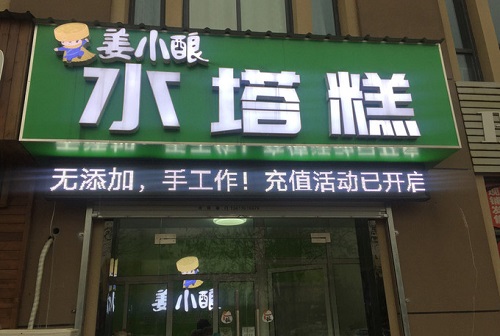 姜小酿
水塔糕
无添加，手工作！充值活动已开启
姜小酿